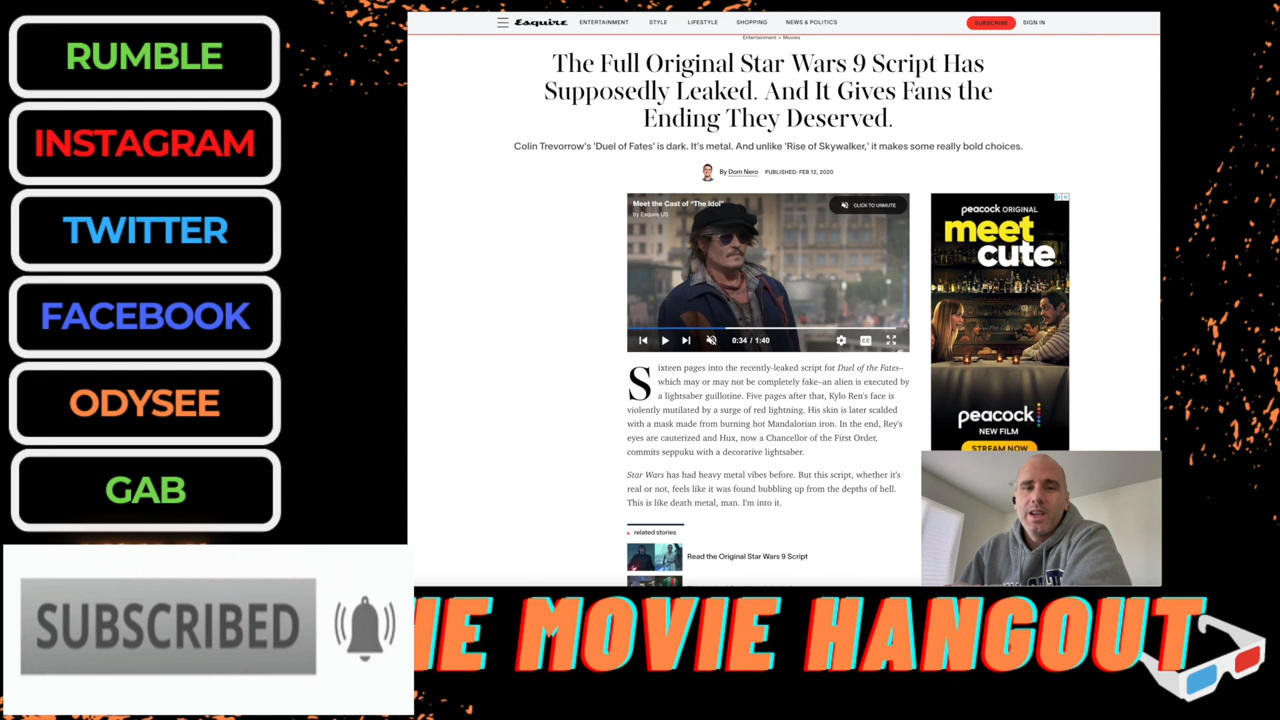 RUMBLE
INSTAGRAM
TWITTER
FACEBOOK
ODYSEE
GAB
SUBSCRIBED
Esquire
ENTERTAINMENT
STYLE
LIFESTYLE
SHOPPING
NEWS & POLITICS
SUBSCRIBE
SIGN IN
Entertainment > Movies
The Full Original Star Wars 9 Script Has
Supposedly Leaked. And It Gives Fans the
Ending They Deserved.
Colin Trevorrow's 'Duel of Fates' is dark. It's metal. And unlike 'Rise of Skywalker,' it makes some really bold choices.
By Dom Nero PUBLISHED: FEB 12, 2020
Meet the Cast of "The Idol"
by Esquire US
CLICK TO UNMUTE
0:34 / 1:40
CC
Sixteen pages into the recently-leaked script for Duel of the Fates–
which may or may not be completely fake–an alien is executed by
a lightsaber guillotine. Five pages after that, Kylo Ren's face is
violently mutilated by a surge of red lightning. His skin is later scalded
with a mask made from burning hot Mandalorian iron. In the end, Rey's
eyes are cauterized and Hux, now a Chancellor of the First Order,
commits seppuku with a decorative lightsaber.
Star Wars has had heavy metal vibes before. But this script, whether it's
real or not, feels like it was found bubbling up from the depths of hell.
This is like death metal, man. I'm into it.
related stories
Read the Original Star Wars 9 Script
peacock ORIGINAL
meet
cute
peacock
NEW FILM
STREAM NOW
HE MOVIE HANGOUT